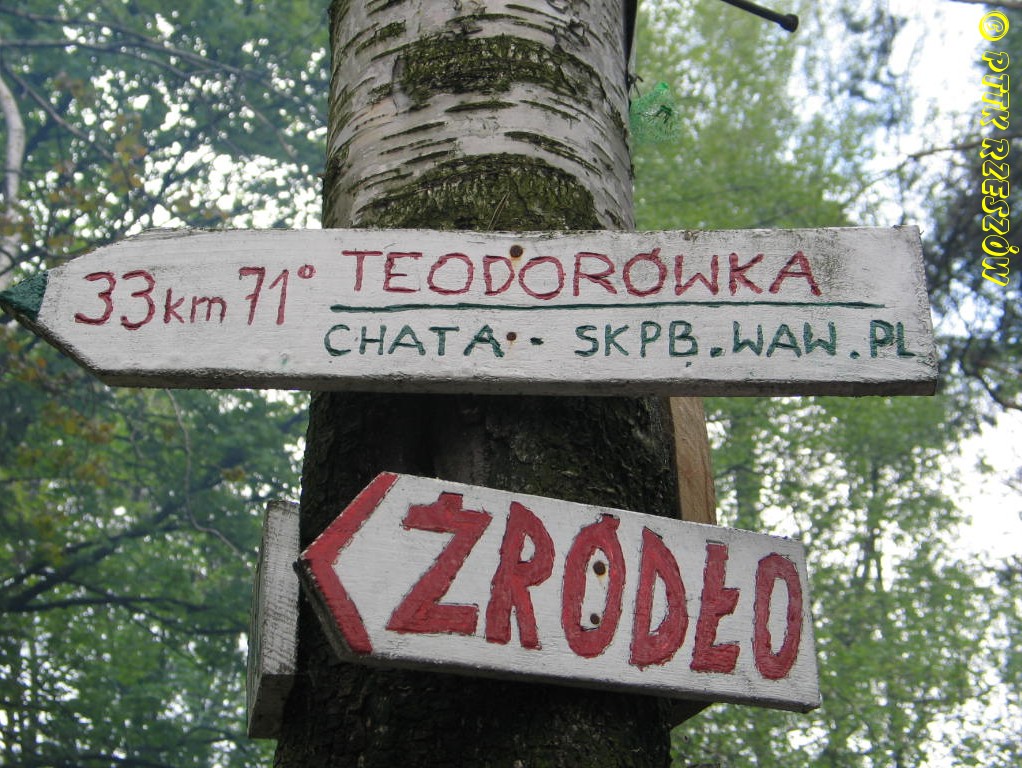 33km 71° TEODORÓWKA
CHATA · SKPB.WAW.PL
ŹRÓDŁO
© PTTK RZESZÓW